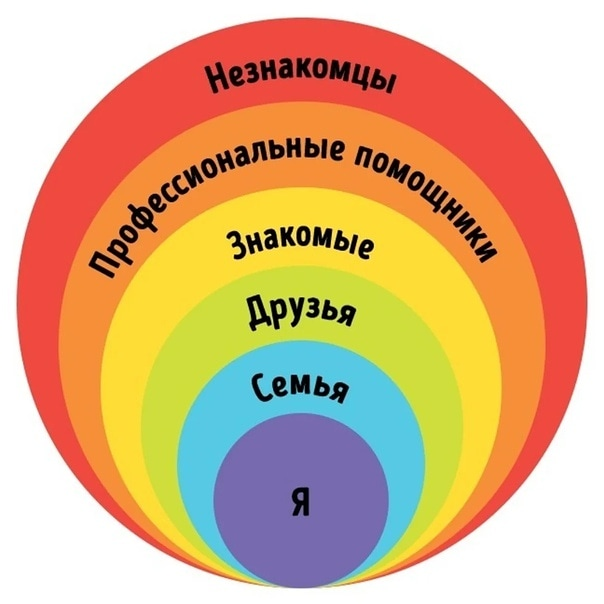 Незнакомцы
Профессиональные помощники
Знакомые
Друзья
Семья
Я